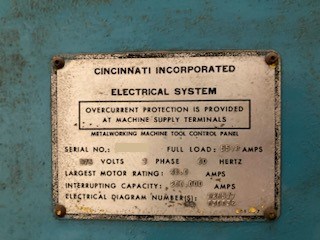 CINCINNATI INCORPORATED
ELECTRICAL SYSTEM
OVERCURRENT PROTECTION IS PROVIDED
AT MACHINE SUPPLY TERMINALS
METALWORKING MACHINE TOOL CONTROL PANEL
SERIAL NO.: FULL LOAD: AMPS
VOLTS 3 PHASE HERTZ
LARGEST MOTOR RATING: AMPS
INTERRUPTING CAPACITY: AMPS
ELECTRICAL DIAGRAM NUMBER(S):